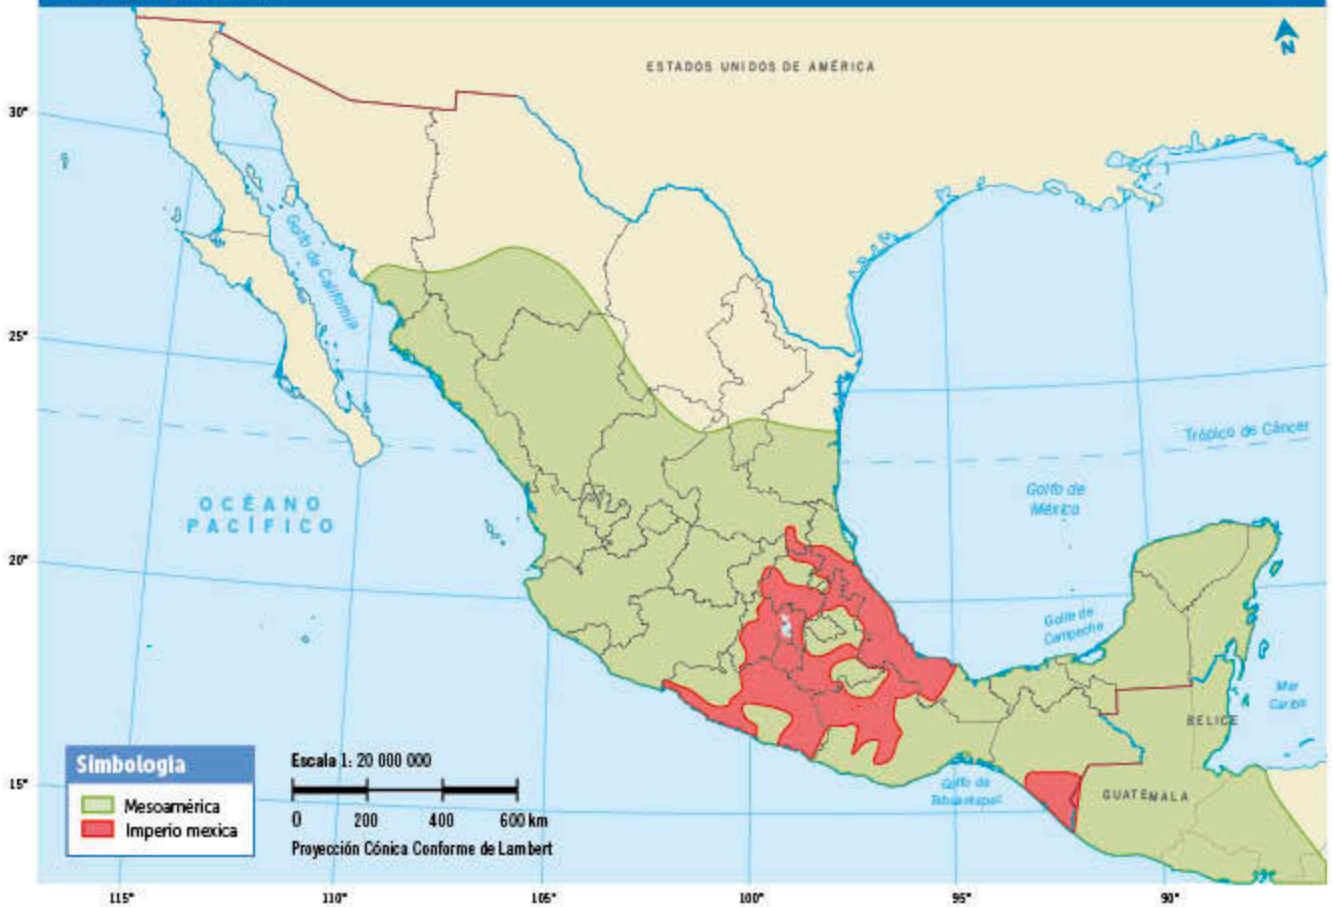 N
ESTADOS UNIDOS DE AMÉRICA
30°
Golfo de California
25°
Trópico de Cáncer
OCÉANO
PACÍFICO
Golfo de
México
20°
Golfo de
Campeche
Mar
Caribe
BELICE
Simbología
Mesoamérica
Imperio mexica
Escala 1: 20 000 000
0 200 400 600 km
Proyección Cónica Conforme de Lambert
15°
Golfo de
Tehuantepec
GUATEMALA
115° 110° 105° 100° 95° 90°